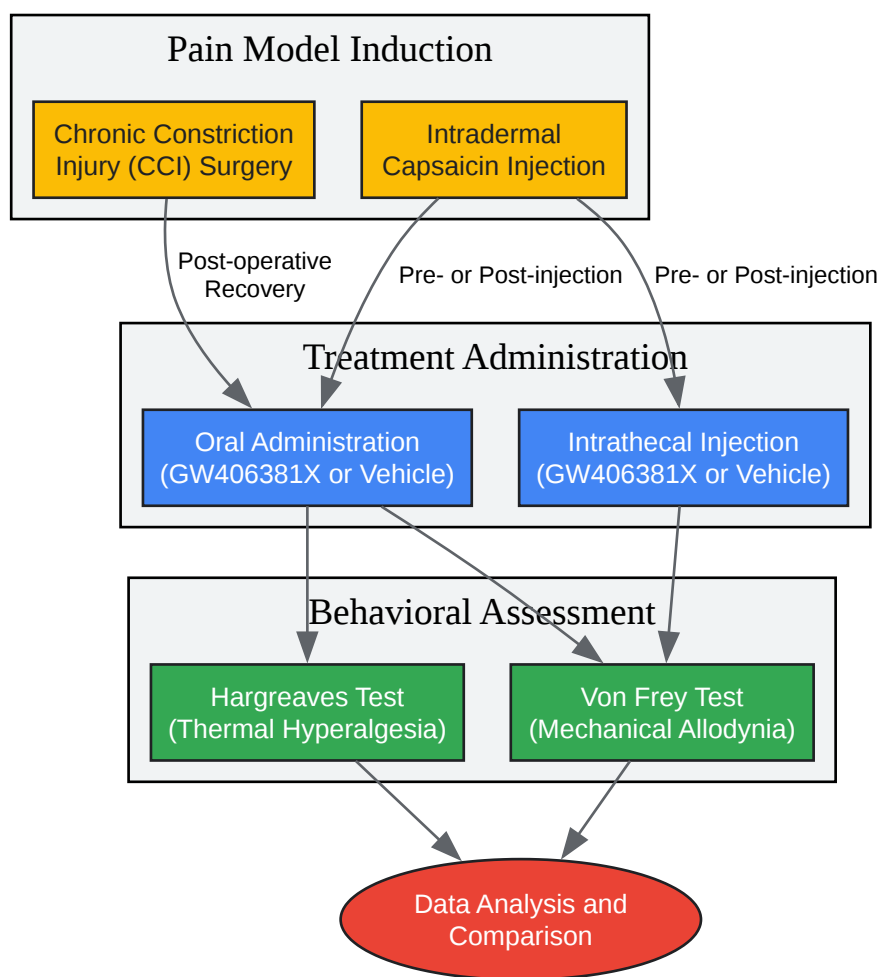 Pain Model Induction
Chronic Constriction
Injury (CCI) Surgery
Intradermal
Capsaicin Injection
Post-operative
Recovery
Pre- or Post-injection
Pre- or Post-injection
Treatment Administration
Oral Administration
(GW406381X or Vehicle)
Intrathecal Injection
(GW406381X or Vehicle)
Behavioral Assessment
Hargreaves Test
(Thermal Hyperalgesia)
Von Frey Test
(Mechanical Allodynia)
Data Analysis and
Comparison